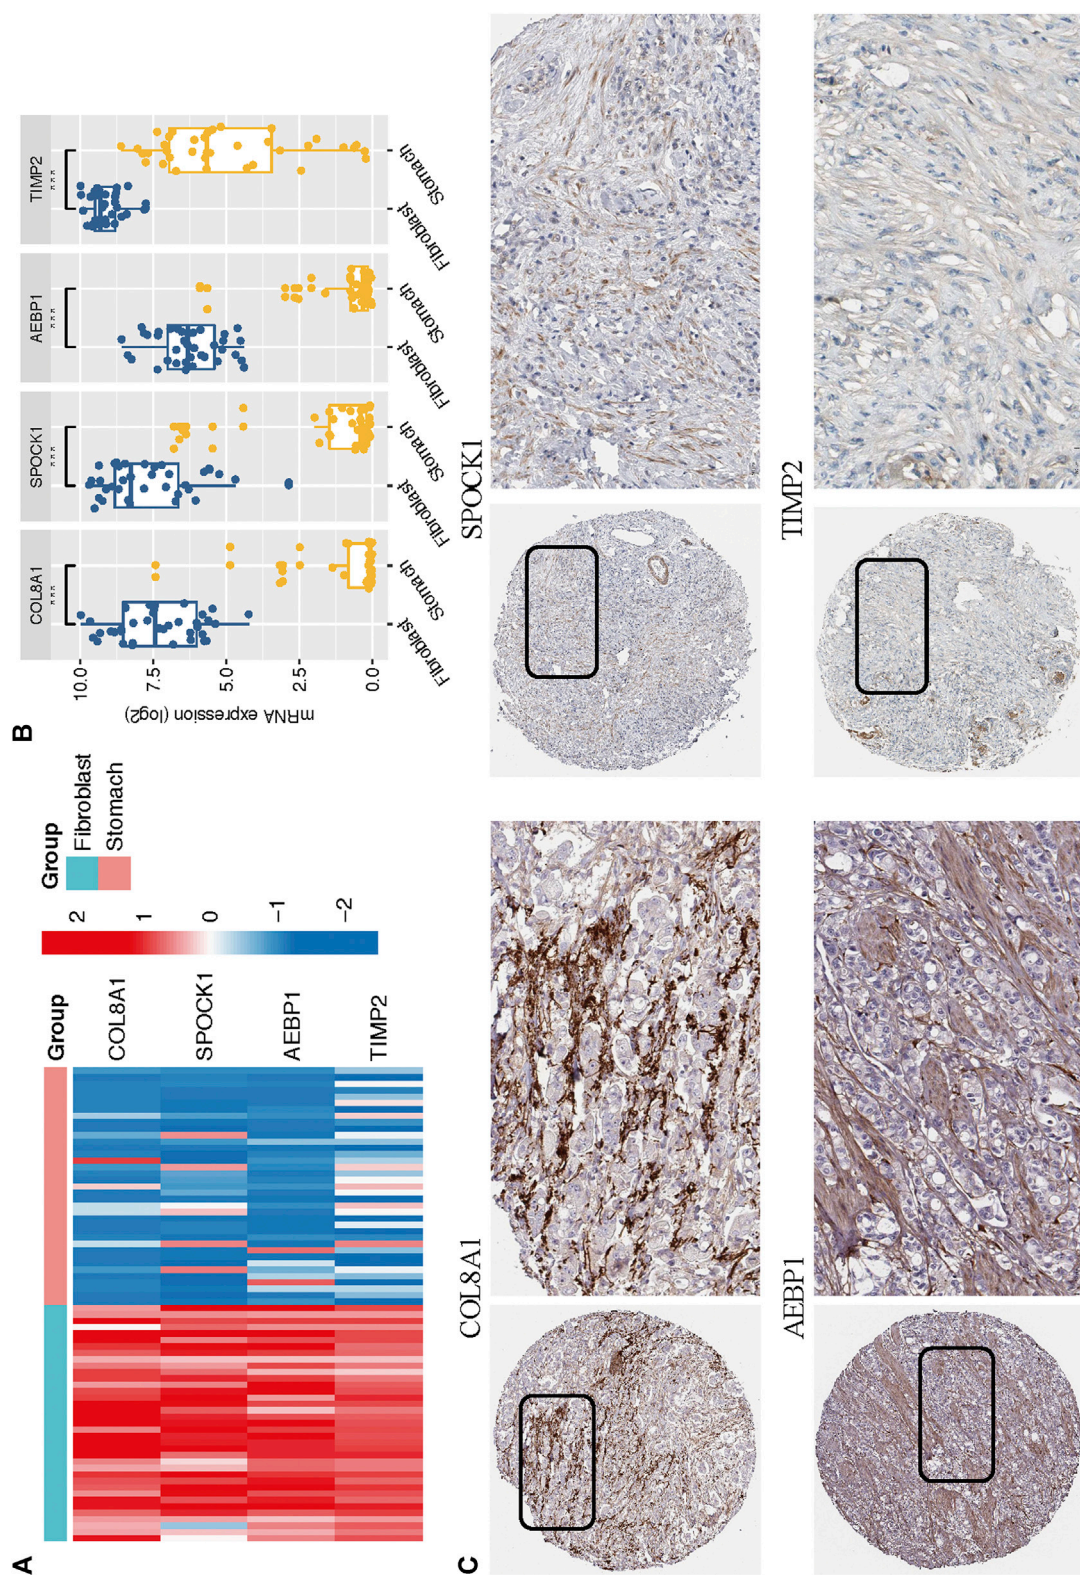 A
Group
COL8A1
SPOCK1
AEBP1
TIMP2
Group
Fibroblast
Stomach
2
1
0
−1
−2
B
mRNA expression (log2)
10.0
7.5
5.0
2.5
0.0
COL8A1
***
Fibroblast
Stomach
SPOCK1
***
Fibroblast
Stomach
AEBP1
***
Fibroblast
Stomach
TIMP2
***
Fibroblast
Stomach
C
COL8A1
SPOCK1
AEBP1
TIMP2